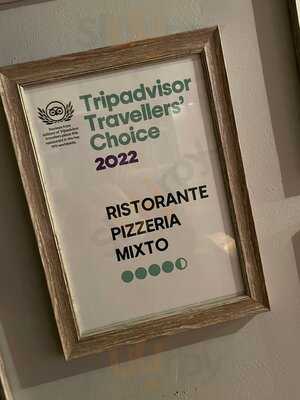 Tripadvisor
Travellers'
Choice
2022
RISTORANTE
PIZZERIA
MIXTO